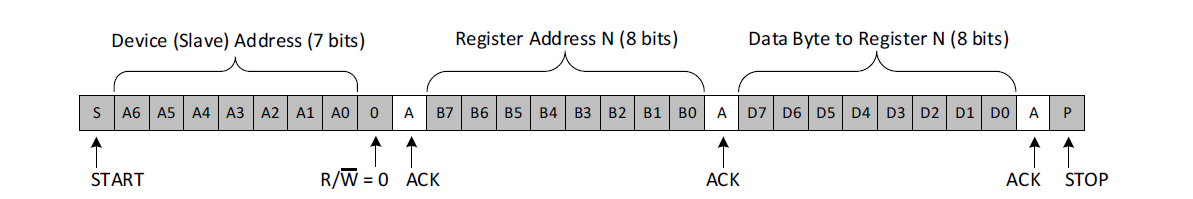 Device (Slave) Address (7 bits) Register Address N (8 bits) Data Byte to Register N (8 bits)
S A6 A5 A4 A3 A2 A1 A0 0 A B7 B6 B5 B4 B3 B2 B1 B0 A D7 D6 D5 D4 D3 D2 D1 D0 A P
START R/W̅ = 0 ACK ACK ACK STOP